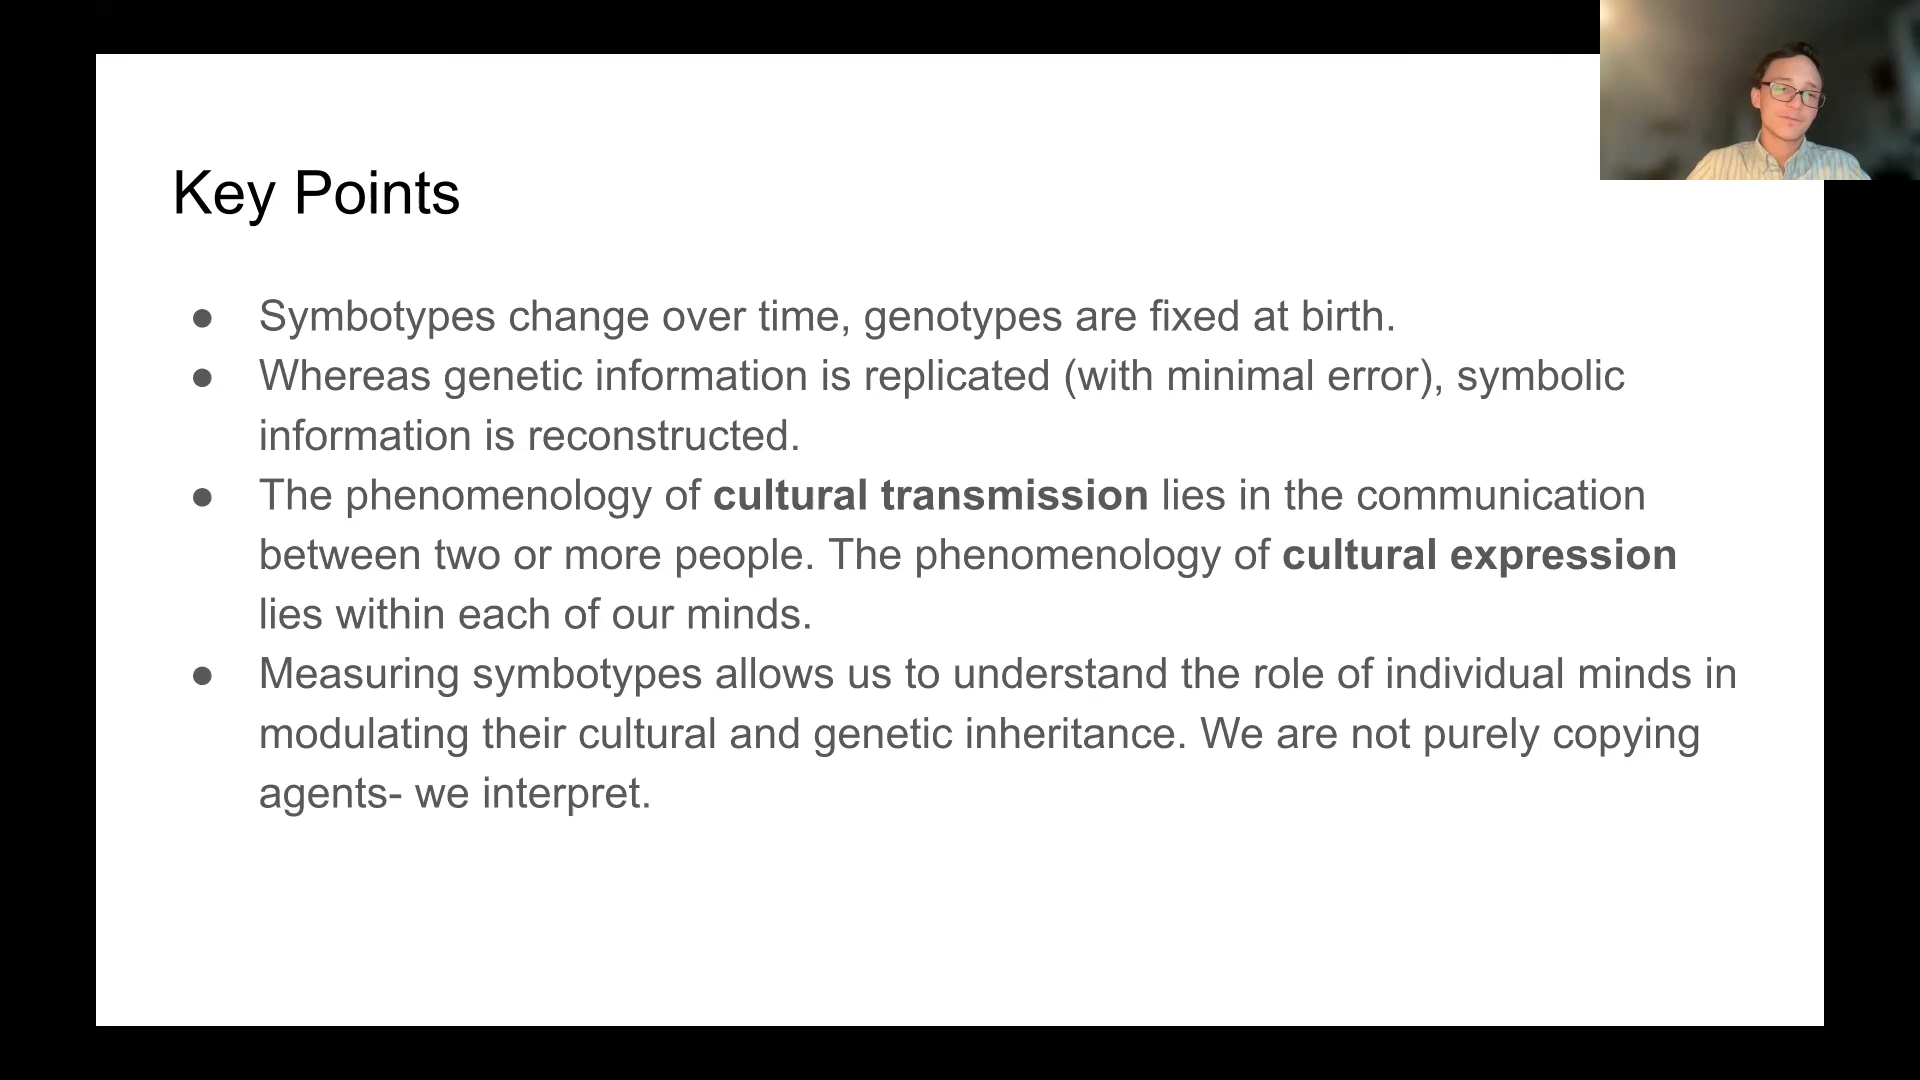 Key Points
● Symbotypes change over time, genotypes are fixed at birth.
● Whereas genetic information is replicated (with minimal error), symbolic
information is reconstructed.
● The phenomenology of cultural transmission lies in the communication
between two or more people. The phenomenology of cultural expression
lies within each of our minds.
● Measuring symbotypes allows us to understand the role of individual minds in
modulating their cultural and genetic inheritance. We are not purely copying
agents- we interpret.